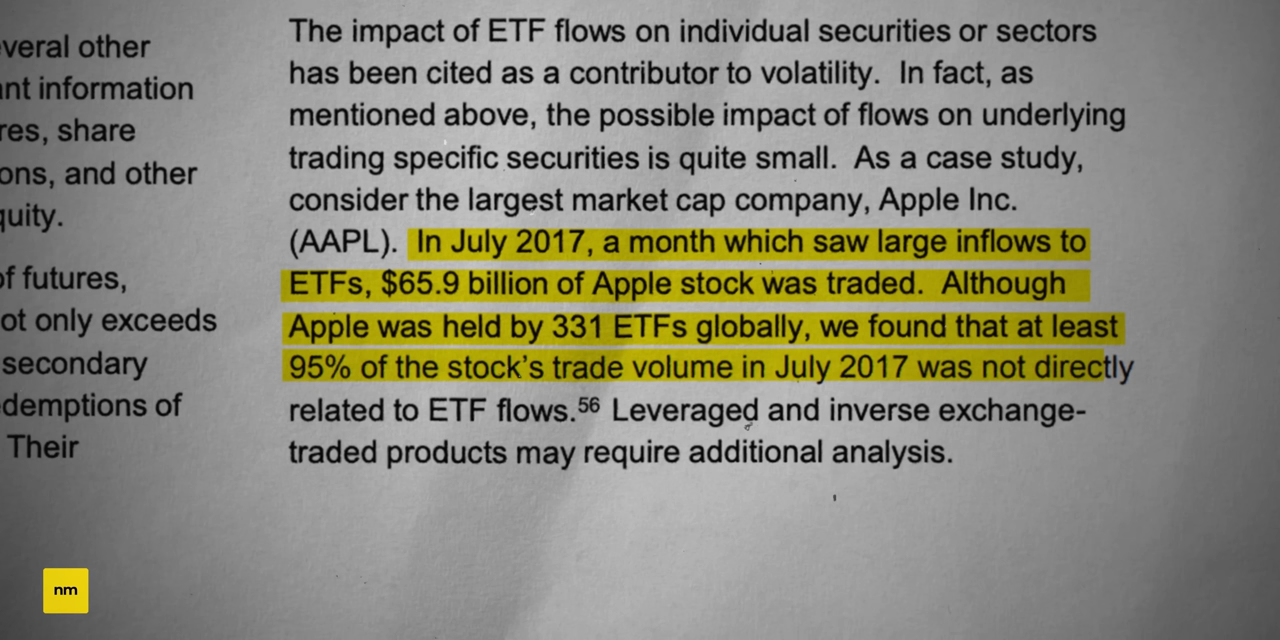 everal other
nt information
res, share
ons, and other
quity.
of futures,
ot only exceeds
secondary
demptions of
Their
The impact of ETF flows on individual securities or sectors
has been cited as a contributor to volatility. In fact, as
mentioned above, the possible impact of flows on underlying
trading specific securities is quite small. As a case study,
consider the largest market cap company, Apple Inc.
(AAPL). In July 2017, a month which saw large inflows to
ETFs, $65.9 billion of Apple stock was traded. Although
Apple was held by 331 ETFs globally, we found that at least
95% of the stock's trade volume in July 2017 was not directly
related to ETF flows.⁵⁶ Leveraged and inverse exchange-
traded products may require additional analysis.
nm